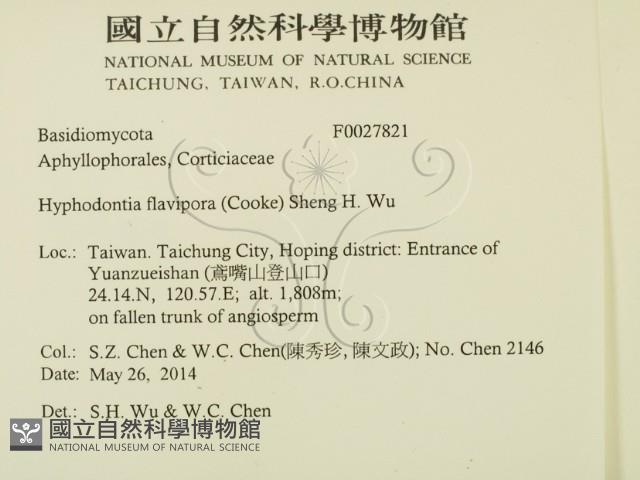 國立自然科學博物館
NATIONAL MUSEUM OF NATURAL SCIENCE
TAICHUNG, TAIWAN, R.O.CHINA
Basidiomycota F0027821
Aphyllophorales, Corticiaceae
Hyphodontia flavipora (Cooke) Sheng H. Wu
Loc.: Taiwan. Taichung City, Hoping district: Entrance of
Yuanzueishan (鳶嘴山登山口)
24.14.N, 120.57.E; alt. 1,808m;
on fallen trunk of angiosperm
Col.: S.Z. Chen & W.C. Chen(陳秀珍, 陳文政); No. Chen 2146
Date: May 26, 2014
Det.: S.H. Wu & W.C. Chen
國立自然科學博物館
NATIONAL MUSEUM OF NATURAL SCIENCE